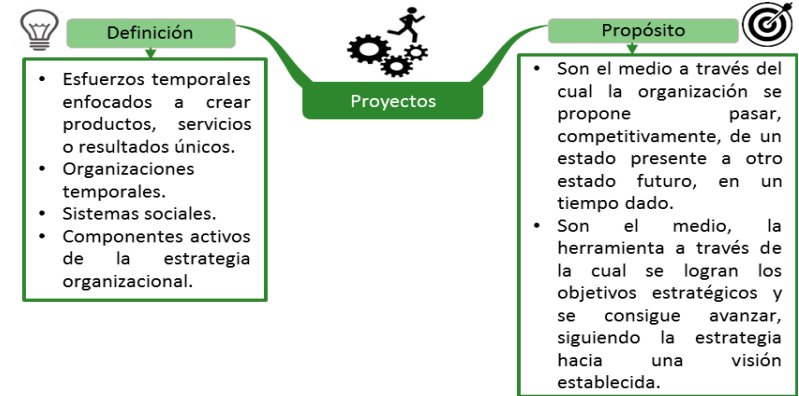 Definición
• Esfuerzos temporales
enfocados a crear
productos, servicios
o resultados únicos.
• Organizaciones
temporales.
• Sistemas sociales.
• Componentes activos
de la estrategia
organizacional.
Proyectos
Propósito
• Son el medio a través del
cual la organización se
propone pasar,
competitivamente, de un
estado presente a otro
estado futuro, en un
tiempo dado.
• Son el medio, la
herramienta a través de
la cual se logran los
objetivos estratégicos y
se consigue avanzar,
siguiendo la estrategia
hacia una visión
establecida.